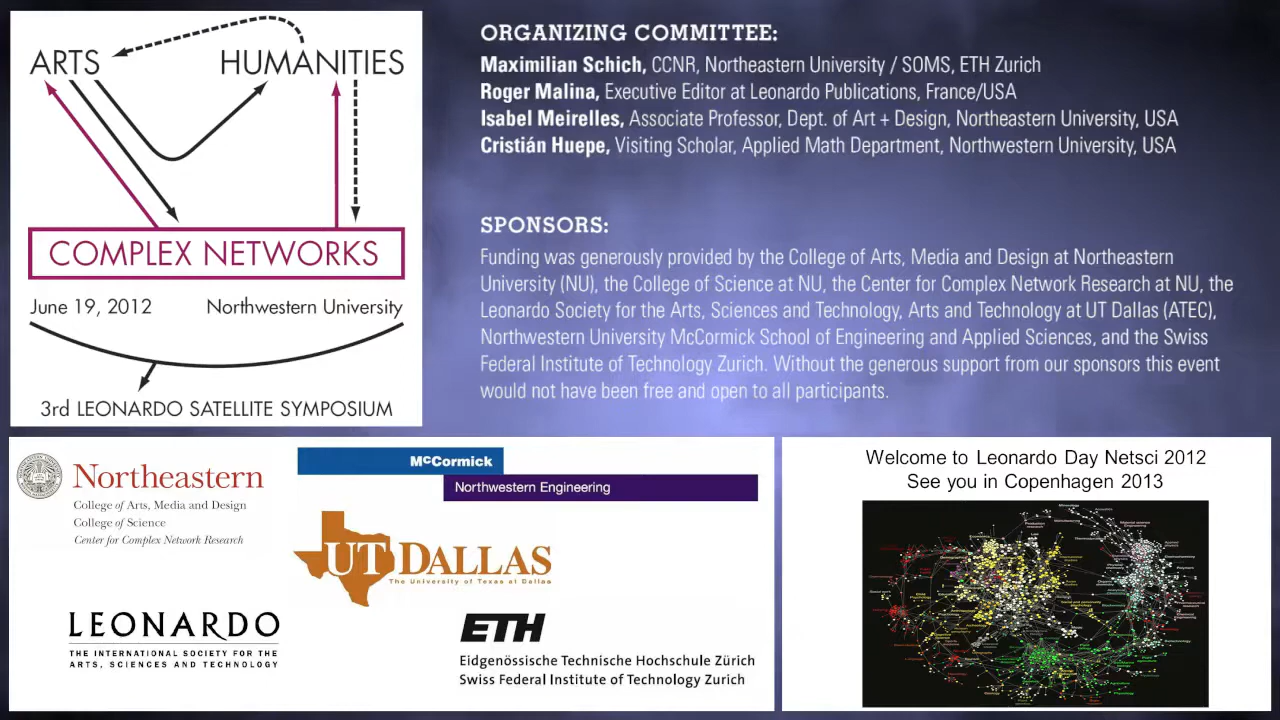 ARTS
HUMANITIES
COMPLEX NETWORKS
June 19, 2012
Northwestern University
3rd LEONARDO SATELLITE SYMPOSIUM
ORGANIZING COMMITTEE:
Maximilian Schich, CCNR, Northeastern University / SOMS, ETH Zurich
Roger Malina, Executive Editor at Leonardo Publications, France/USA
Isabel Meirelles, Associate Professor, Dept. of Art + Design, Northeastern University, USA
Cristián Huepe, Visiting Scholar, Applied Math Department, Northwestern University, USA
SPONSORS:
Funding was generously provided by the College of Arts, Media and Design at Northeastern
University (NU), the College of Science at NU, the Center for Complex Network Research at NU, the
Leonardo Society for the Arts, Sciences and Technology, Arts and Technology at UT Dallas (ATEC),
Northwestern University McCormick School of Engineering and Applied Sciences, and the Swiss
Federal Institute of Technology Zurich. Without the generous support from our sponsors this event
would not have been free and open to all participants.
Northeastern
College of Arts, Media and Design
College of Science
Center for Complex Network Research
McCormick
Northwestern Engineering
UT DALLAS
The University of Texas at Dallas
LEONARDO
THE INTERNATIONAL SOCIETY FOR THE
ARTS, SCIENCES AND TECHNOLOGY
ETH
Eidgenössische Technische Hochschule Zürich
Swiss Federal Institute of Technology Zurich
Welcome to Leonardo Day Netsci 2012
See you in Copenhagen 2013